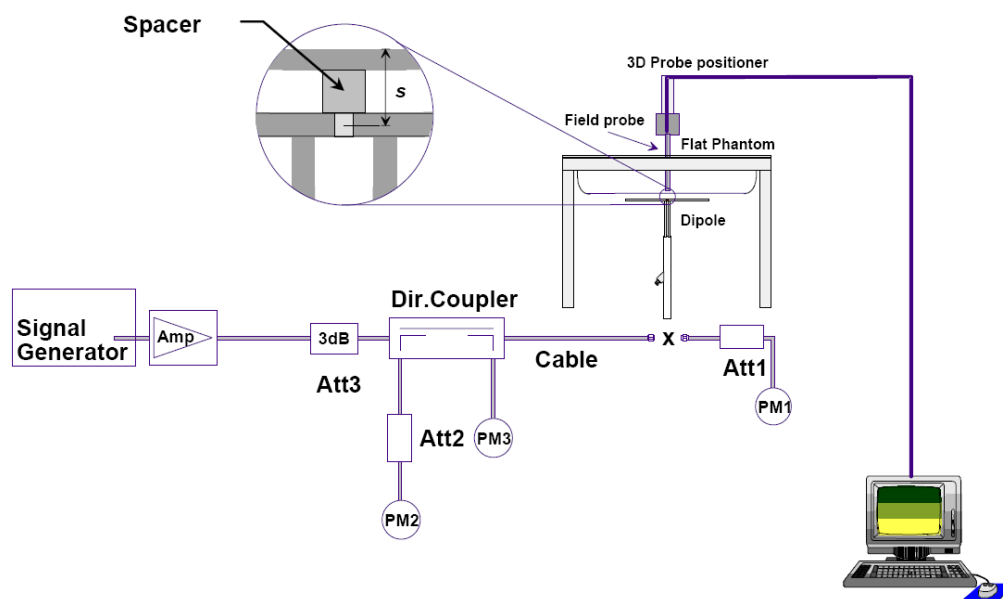 Spacer
s
3D Probe positioner
Field probe
Flat Phantom
Dipole
Dir.Coupler
Signal
Generator
Amp
3dB
Att3
Cable
x
Att1
PM1
Att2
PM3
PM2